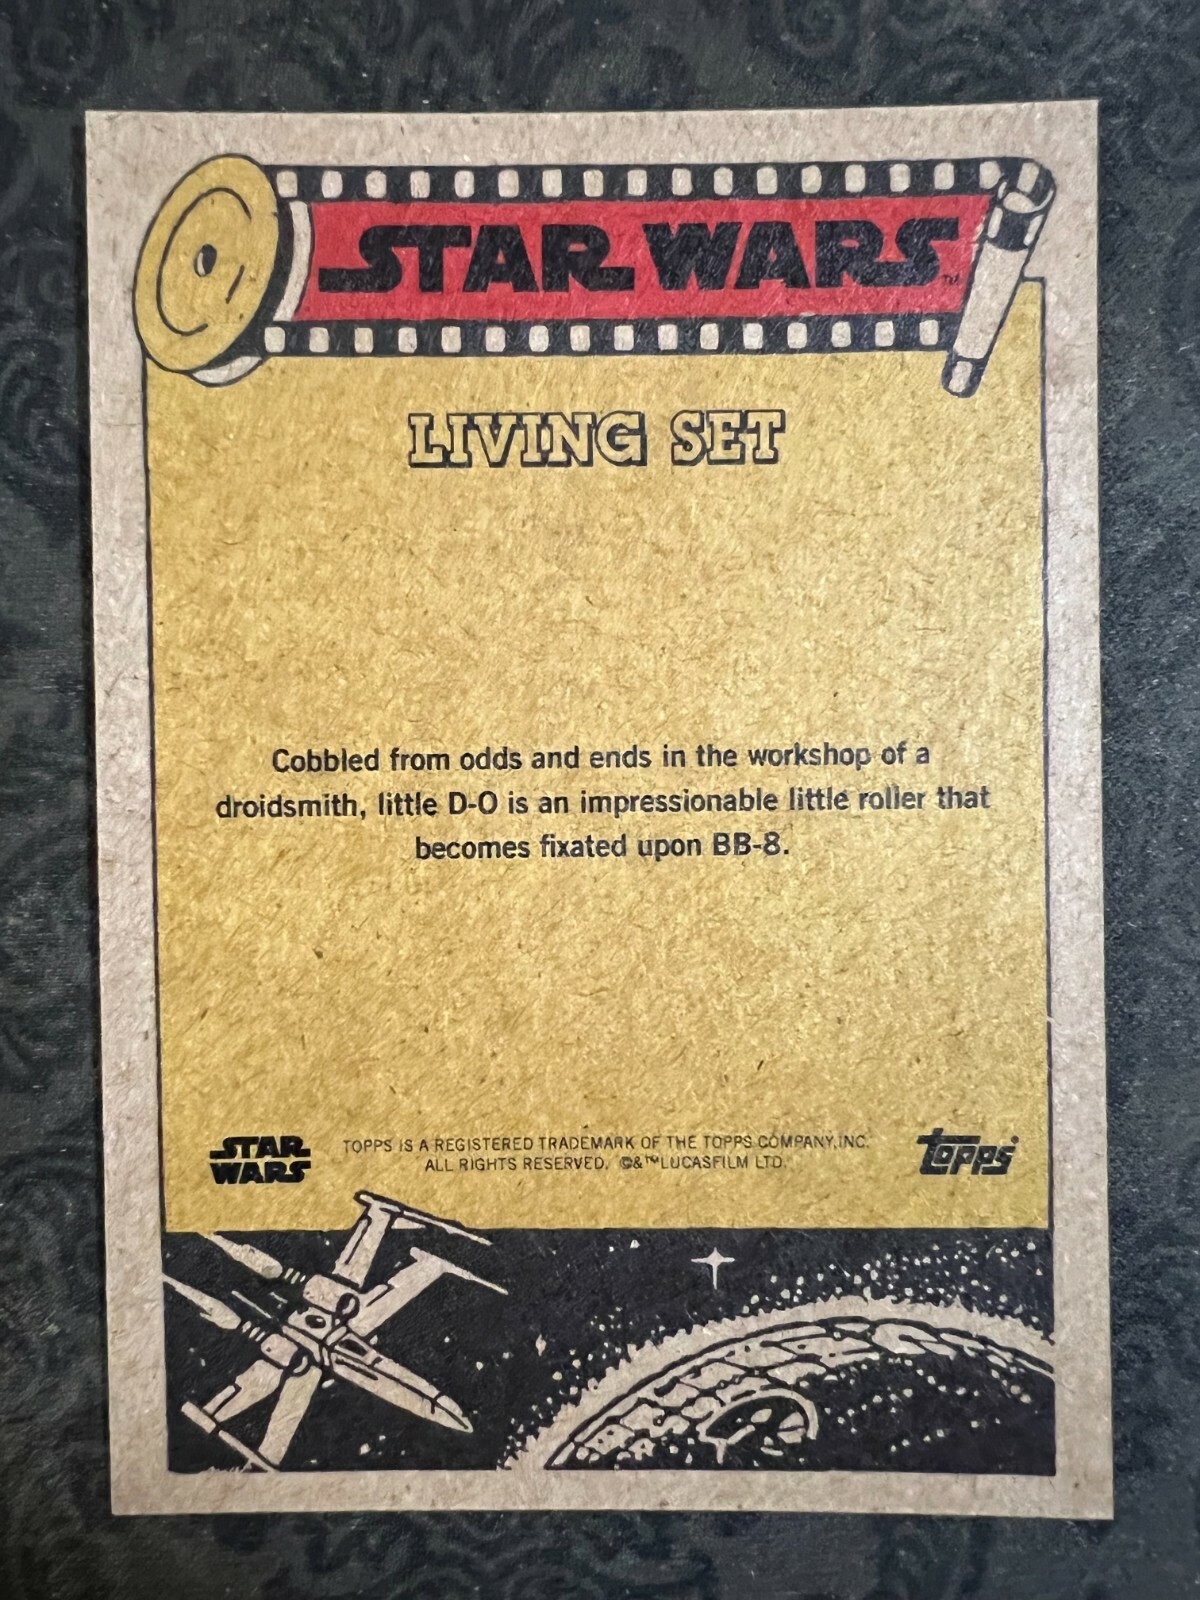 STAR WARS ™
LIVING SET
Cobbled from odds and ends in the workshop of a
droidsmith, little D-O is an impressionable little roller that
becomes fixated upon BB-8.
STAR
WARS
TOPPS IS A REGISTERED TRADEMARK OF THE TOPPS COMPANY, INC.
ALL RIGHTS RESERVED. ©&™LUCASFILM LTD.
topps